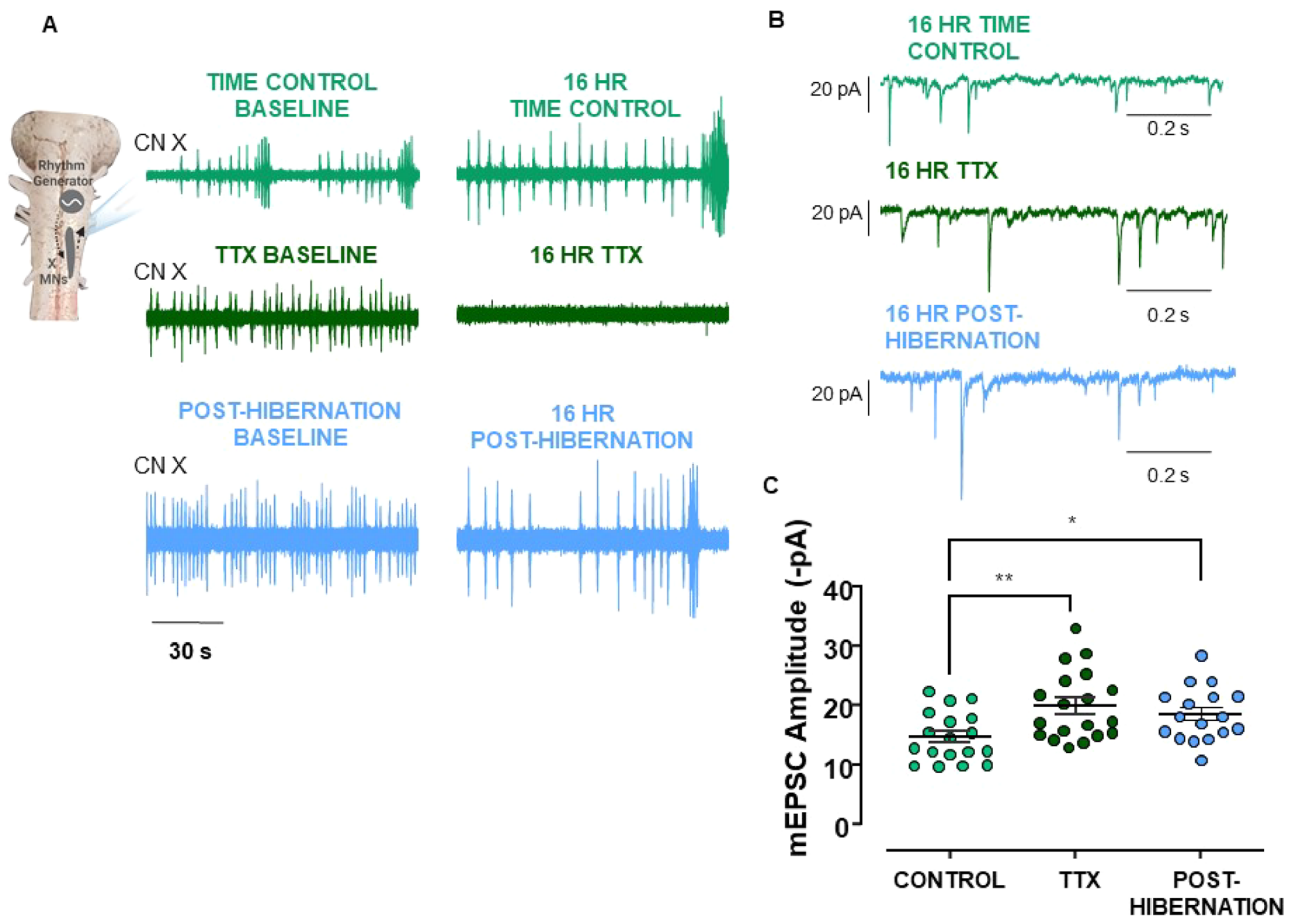 A
TIME CONTROL
BASELINE
16 HR
TIME CONTROL
CN X
Rhythm
Generator
X
MNs
TTX BASELINE
16 HR TTX
CN X
POST-HIBERNATION
BASELINE
16 HR
POST-HIBERNATION
CN X
30 s
B
16 HR TIME
CONTROL
20 pA
0.2 s
16 HR TTX
20 pA
0.2 s
16 HR POST-
HIBERNATION
20 pA
0.2 s
C
*
**
mEPSC Amplitude (-pA)
40
30
20
10
0
CONTROL
TTX
POST-
HIBERNATION